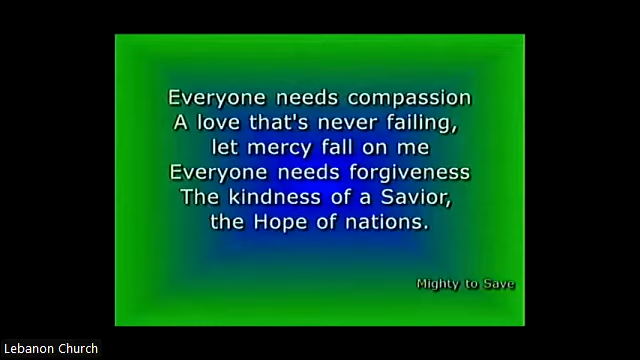 Everyone needs compassion
A love that's never failing,
let mercy fall on me
Everyone needs forgiveness
The kindness of a Savior,
the Hope of nations.
Mighty to Save
Lebanon Church